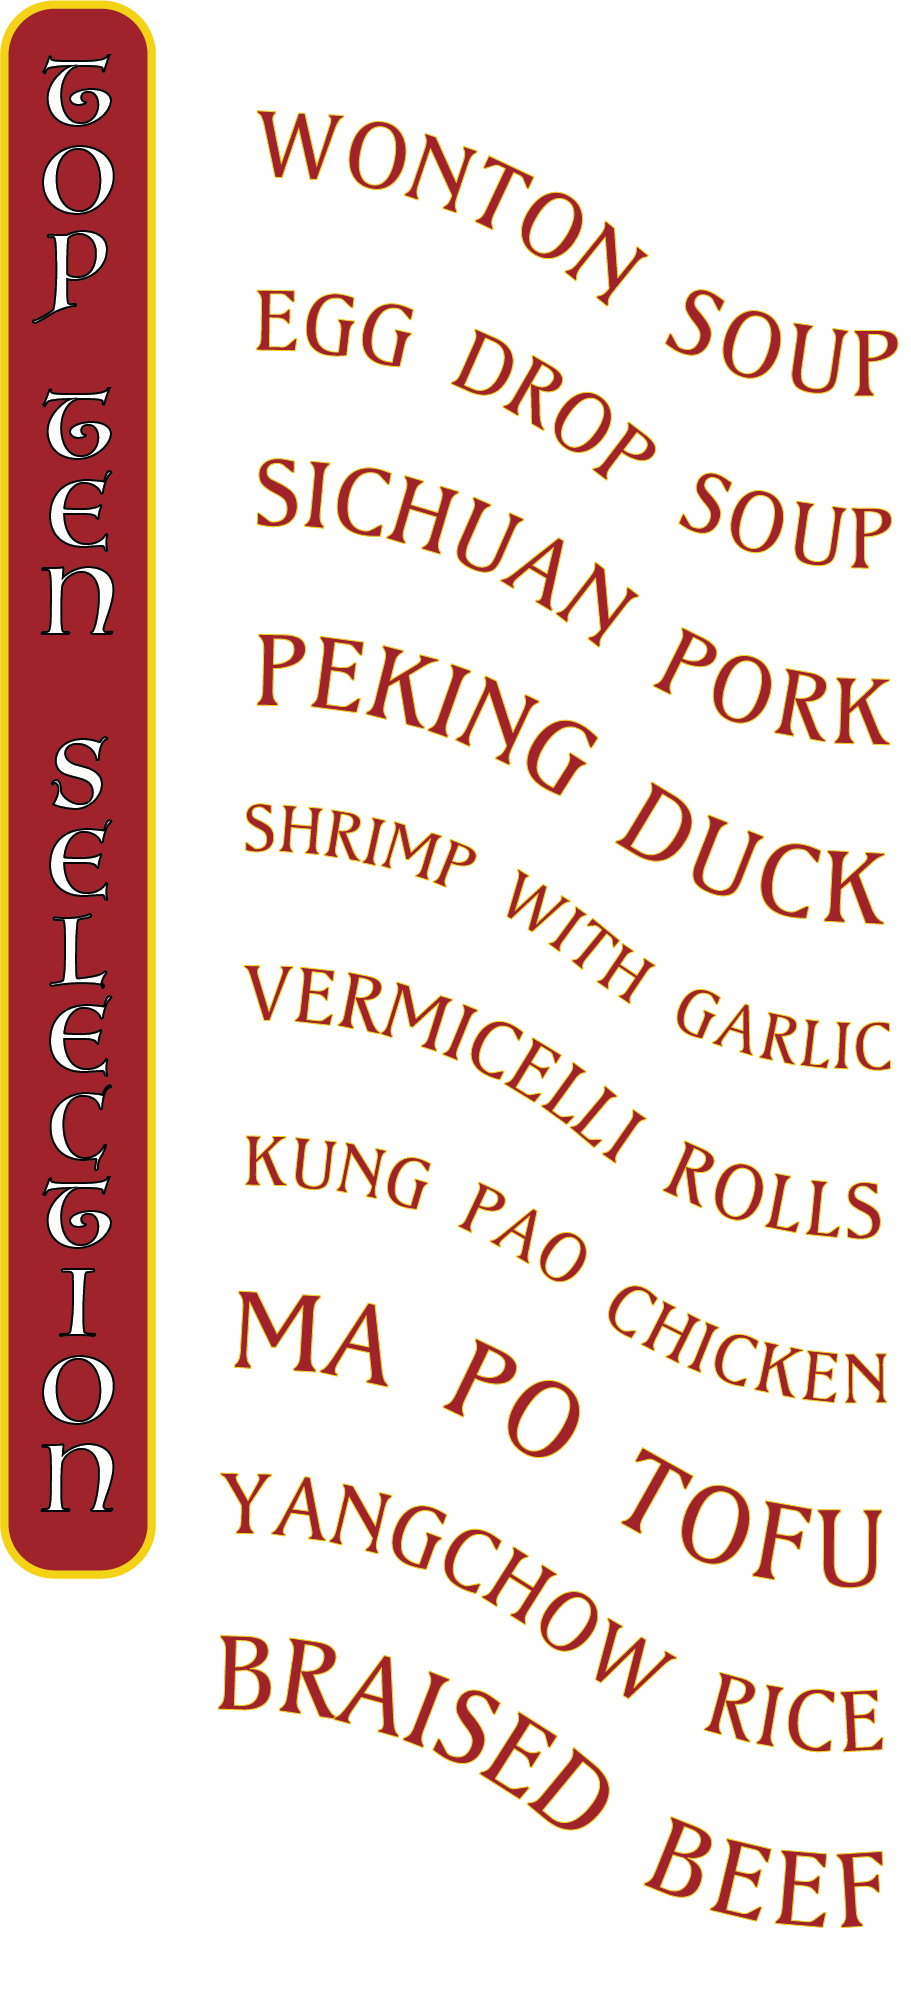 TOP TEN SELECTION
WONTON SOUP
EGG DROP SOUP
SICHUAN PORK
PEKING DUCK
SHRIMP WITH GARLIC
VERMICELLI ROLLS
KUNG PAO CHICKEN
MA PO TOFU
YANGCHOW RICE
BRAISED BEEF